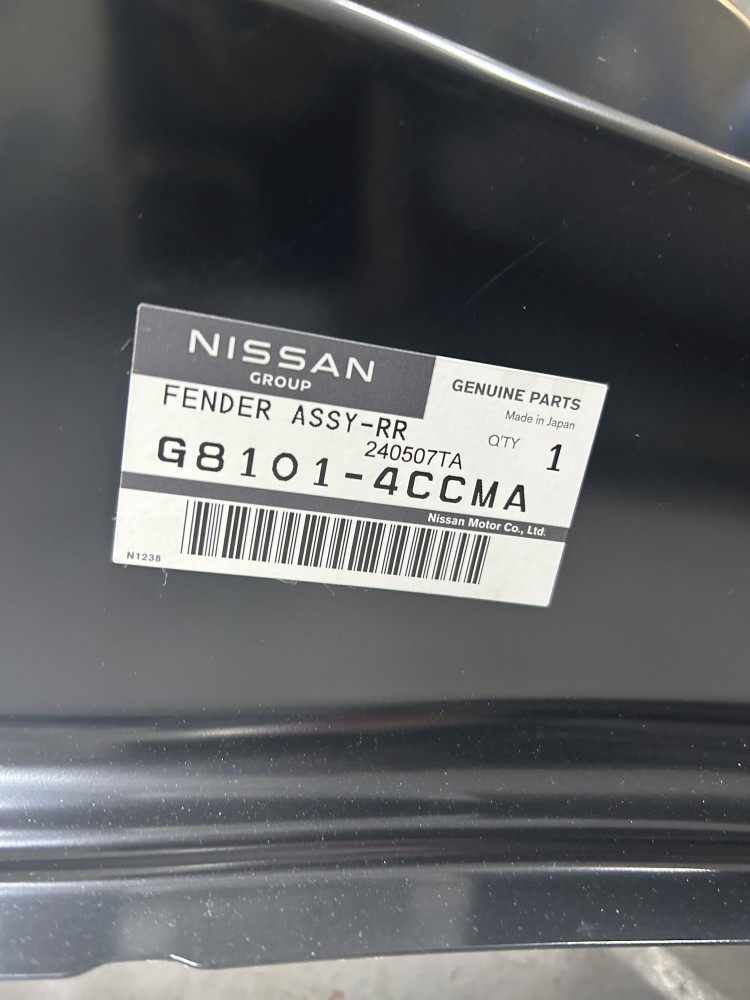 NISSAN
GROUP
GENUINE PARTS
Made in Japan
FENDER ASSY-RR
240507TA
Q'TY 1
G8101-4CCMA
Nissan Motor Co., Ltd.
N1238